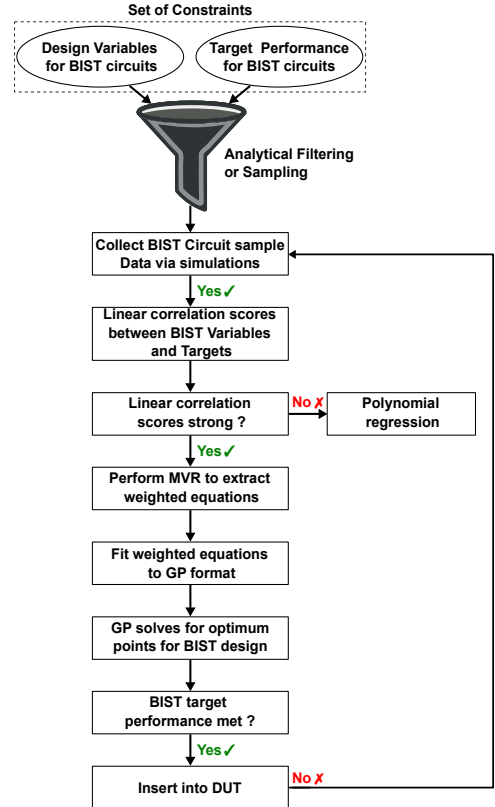 Set of Constraints
Design Variables
for BIST circuits
Target Performance
for BIST circuits
Analytical Filtering
or Sampling
Collect BIST Circuit sample
Data via simulations
Yes ✓
Linear correlation scores
between BIST Variables
and Targets
Linear correlation
scores strong ?
No ✗
Polynomial
regression
Yes ✓
Perform MVR to extract
weighted equations
Fit weighted equations
to GP format
GP solves for optimum
points for BIST design
BIST target
performance met ?
Yes ✓
Insert into DUT
No ✗